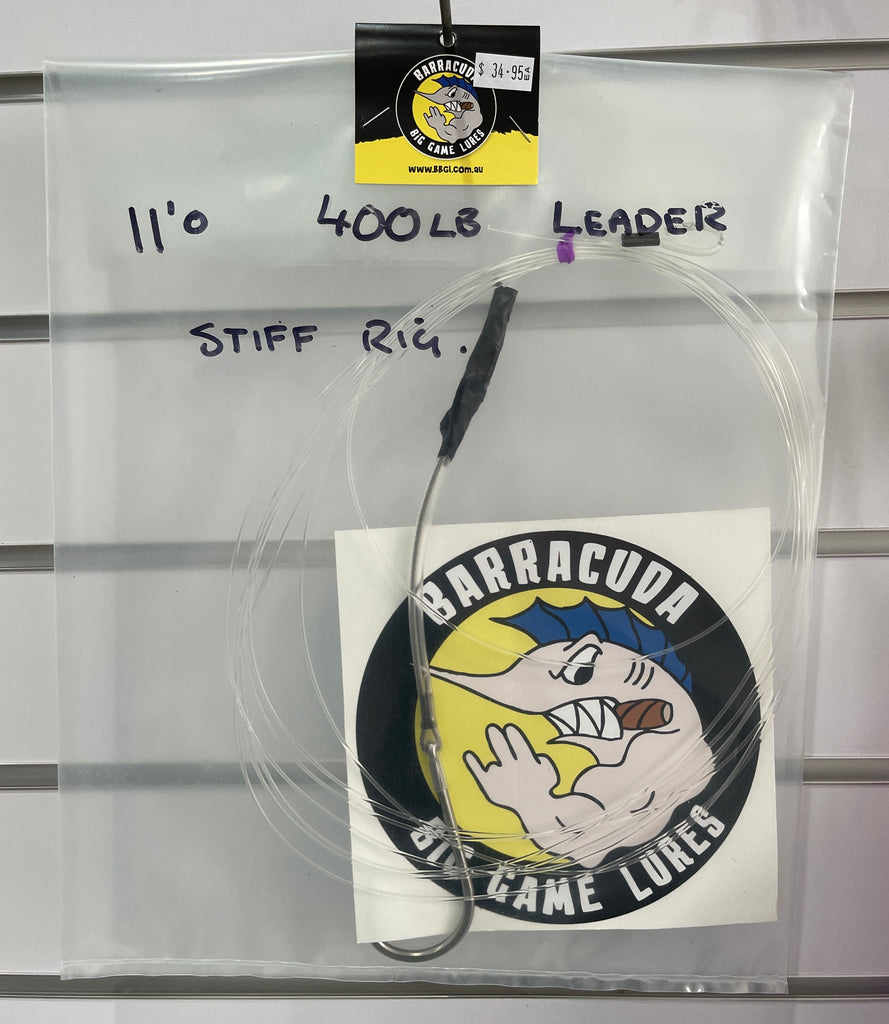 BARRACUDA
$ 34.95 EA
BIG GAME LURES
www.BBGL.com.au
11'0 400LB LEADER
STIFF RIG.
BARRACUDA
BIG GAME LURES